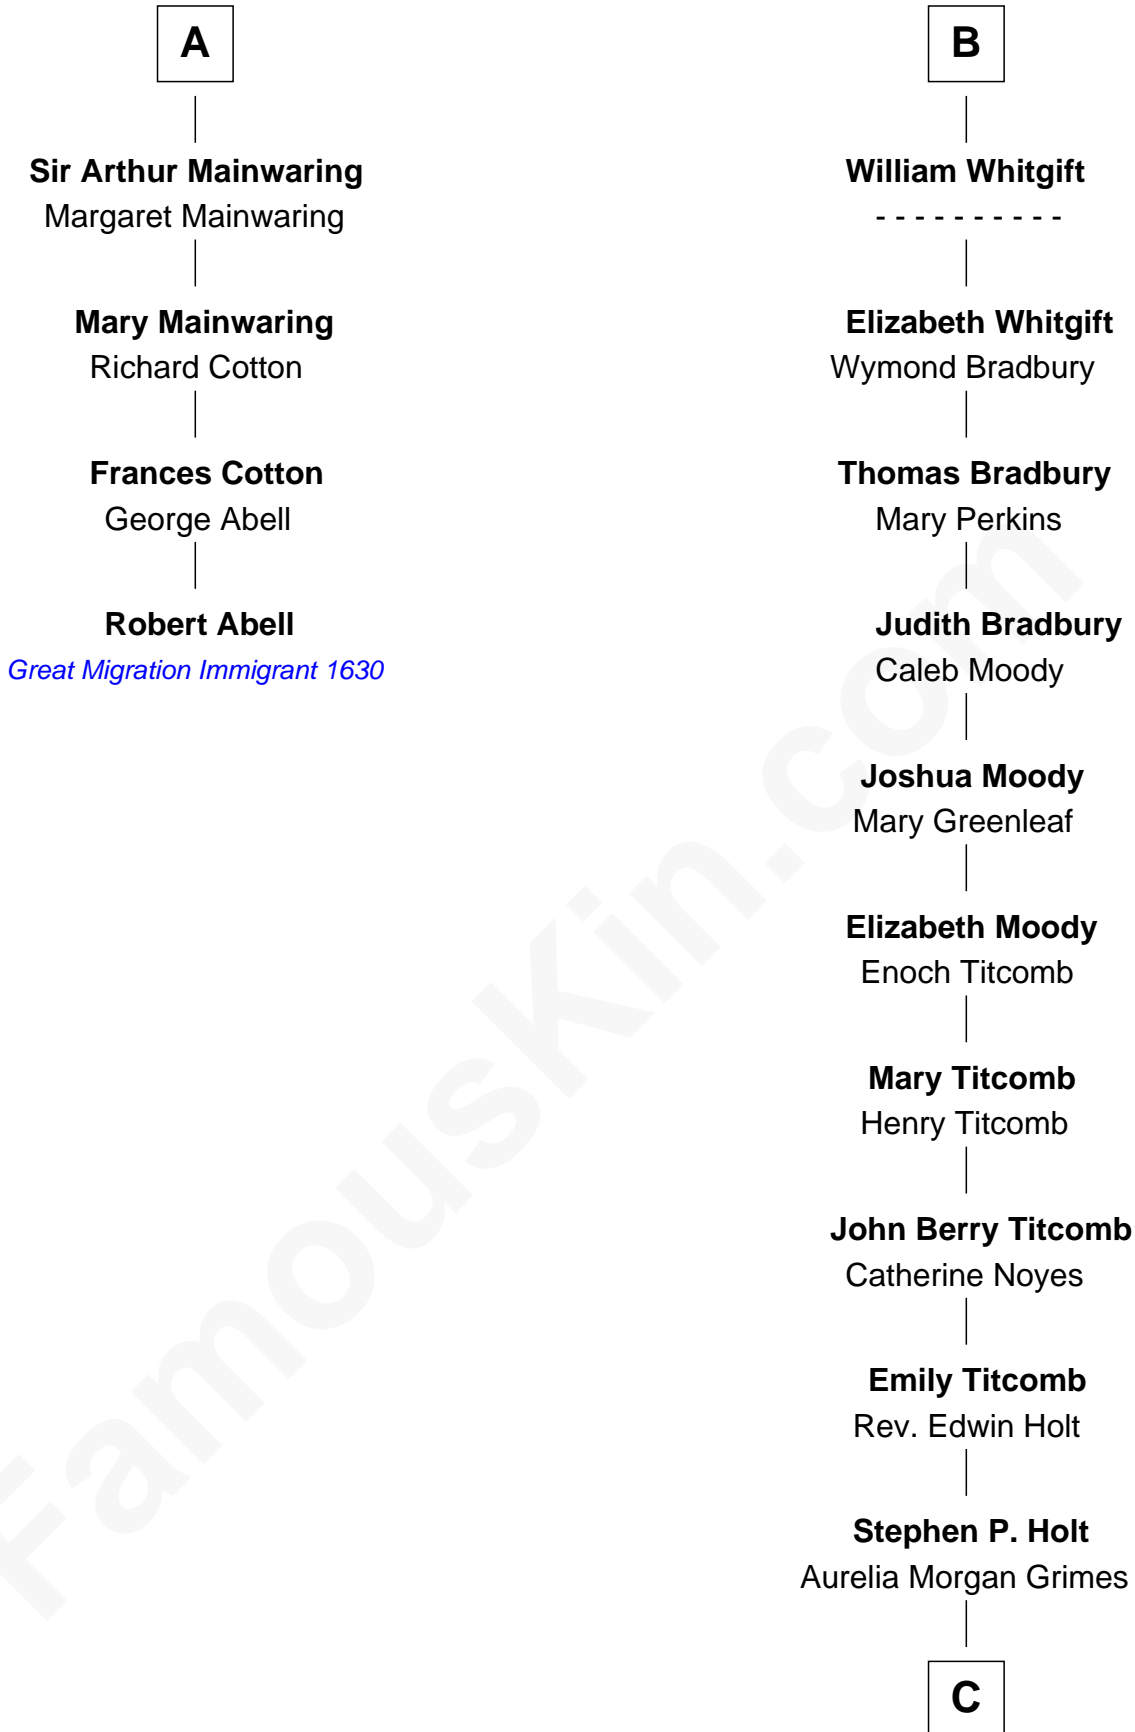 A
Sir Arthur Mainwaring
Margaret Mainwaring
Mary Mainwaring
Richard Cotton
Frances Cotton
George Abell
Robert Abell
Great Migration Immigrant 1630
B
William Whitgift
- - - - - - - - - -
Elizabeth Whitgift
Wymond Bradbury
Thomas Bradbury
Mary Perkins
Judith Bradbury
Caleb Moody
Joshua Moody
Mary Greenleaf
Elizabeth Moody
Enoch Titcomb
Mary Titcomb
Henry Titcomb
John Berry Titcomb
Catherine Noyes
Emily Titcomb
Rev. Edwin Holt
Stephen P. Holt
Aurelia Morgan Grimes
C
FamousKin.com